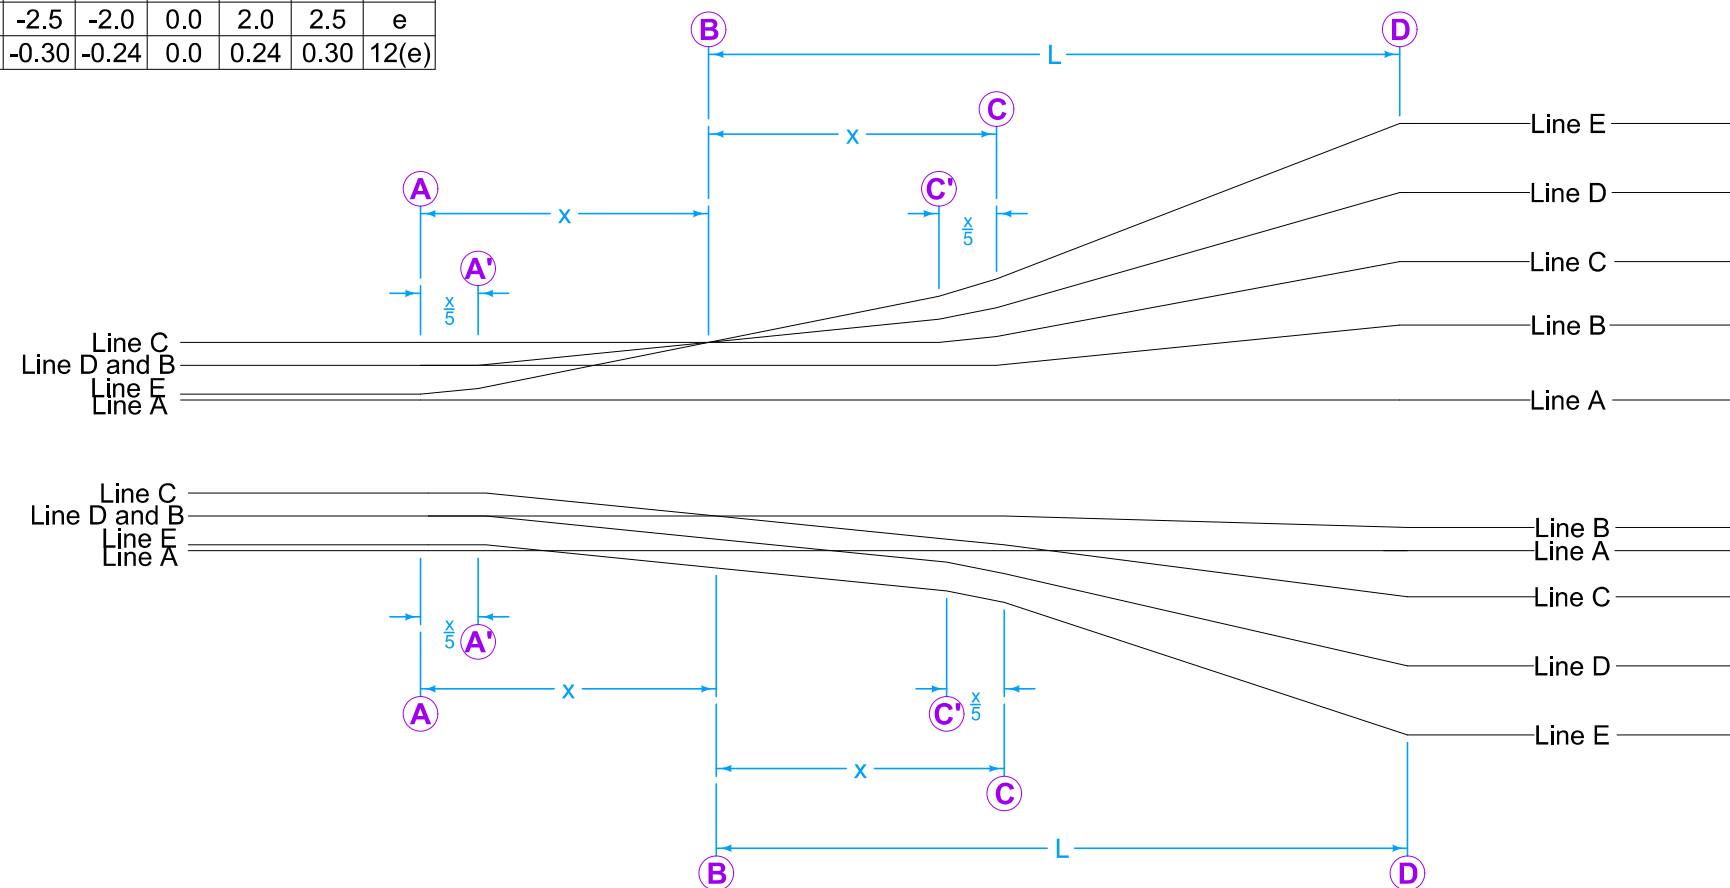 -2.5 -2.0 0.0 2.0 2.5 e
-0.30 -0.24 0.0 0.24 0.30 12(e)
B D
L
C
x
Line E
A C'
Line D
x x/5
A'
Line C
x/5
Line B
Line C
Line D and B
Line E
Line A
Line A
Line C
Line D and B
Line B
Line E
Line A
Line A
Line C
x/5 A'
Line D
x x/5
A C'
Line E
x
C
L
B D